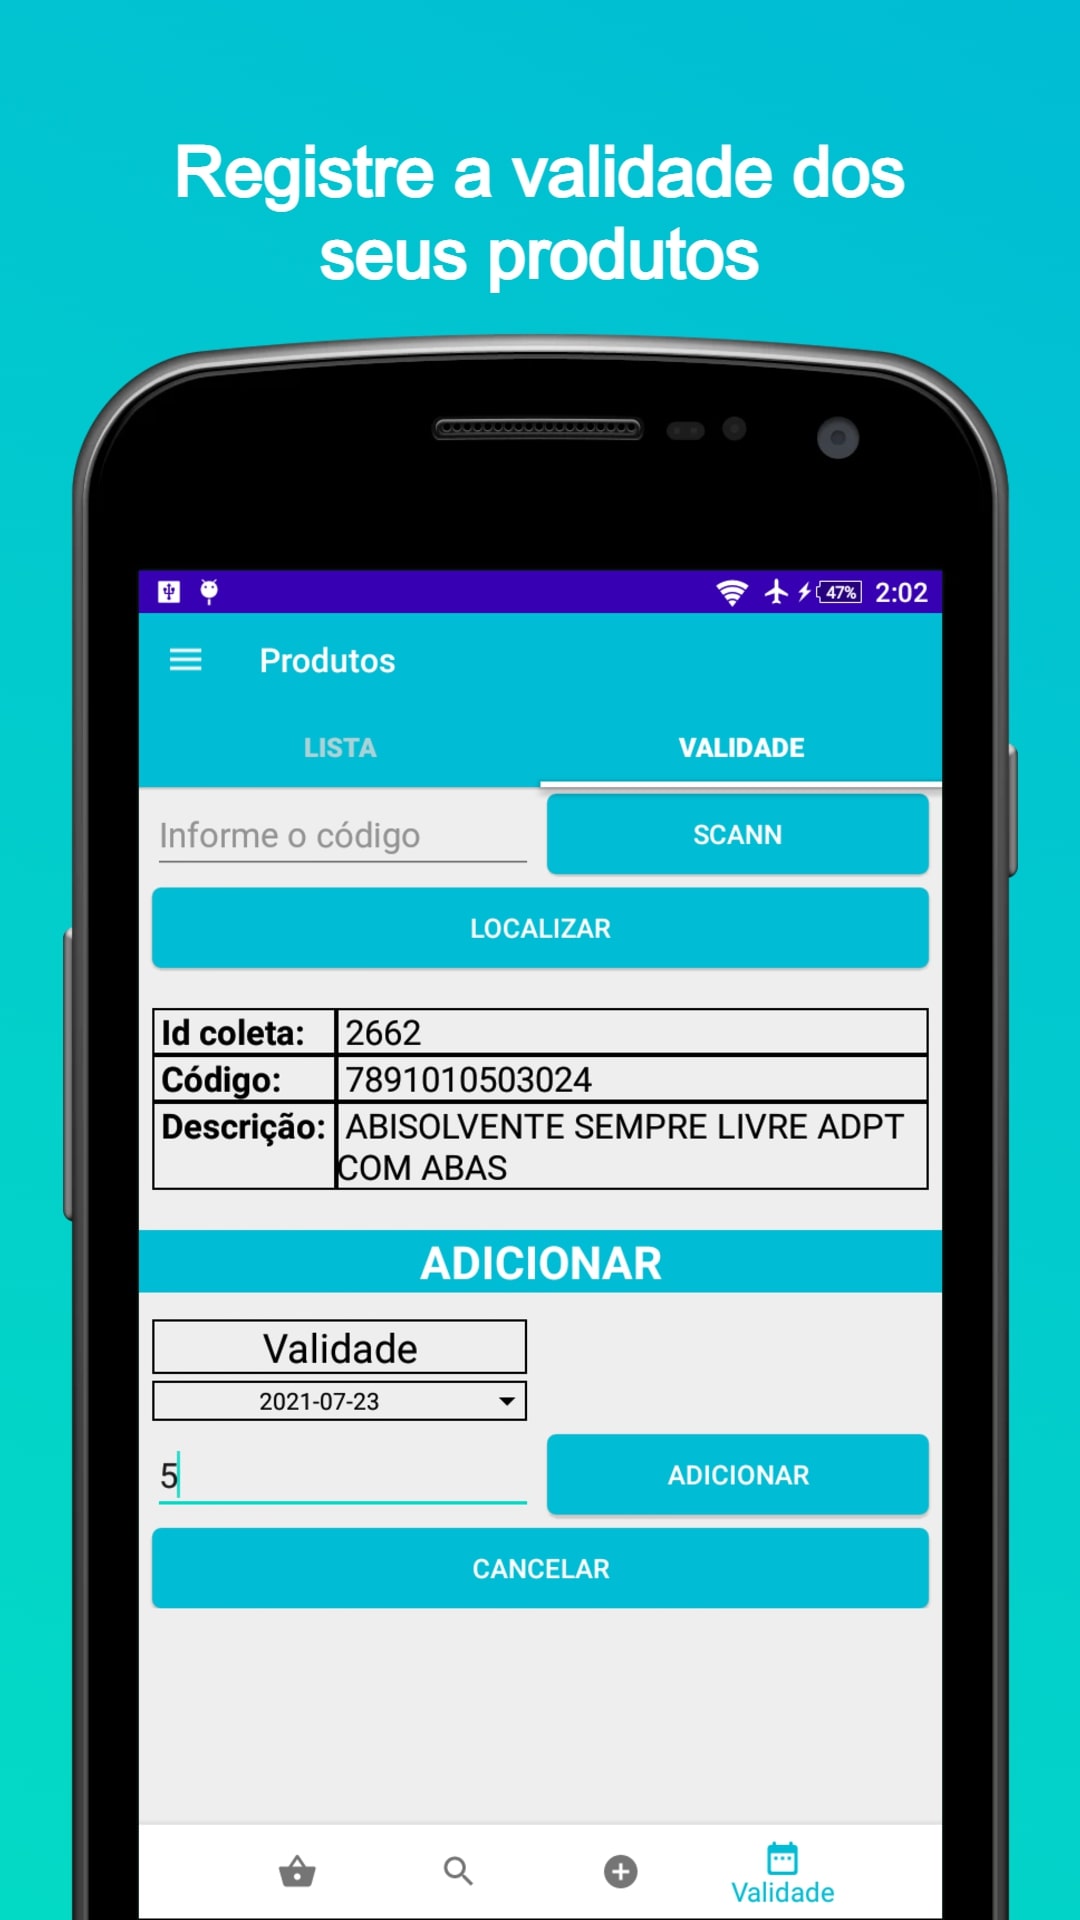 Registre a validade dos
seus produtos
47% 2:02
Produtos
LISTA VALIDADE
Informe o código SCANN
LOCALIZAR
Id coleta: 2662
Código: 7891010503024
Descrição: ABISOLVENTE SEMPRE LIVRE ADPT
COM ABAS
ADICIONAR
Validade
2021-07-23
5 ADICIONAR
CANCELAR
Validade